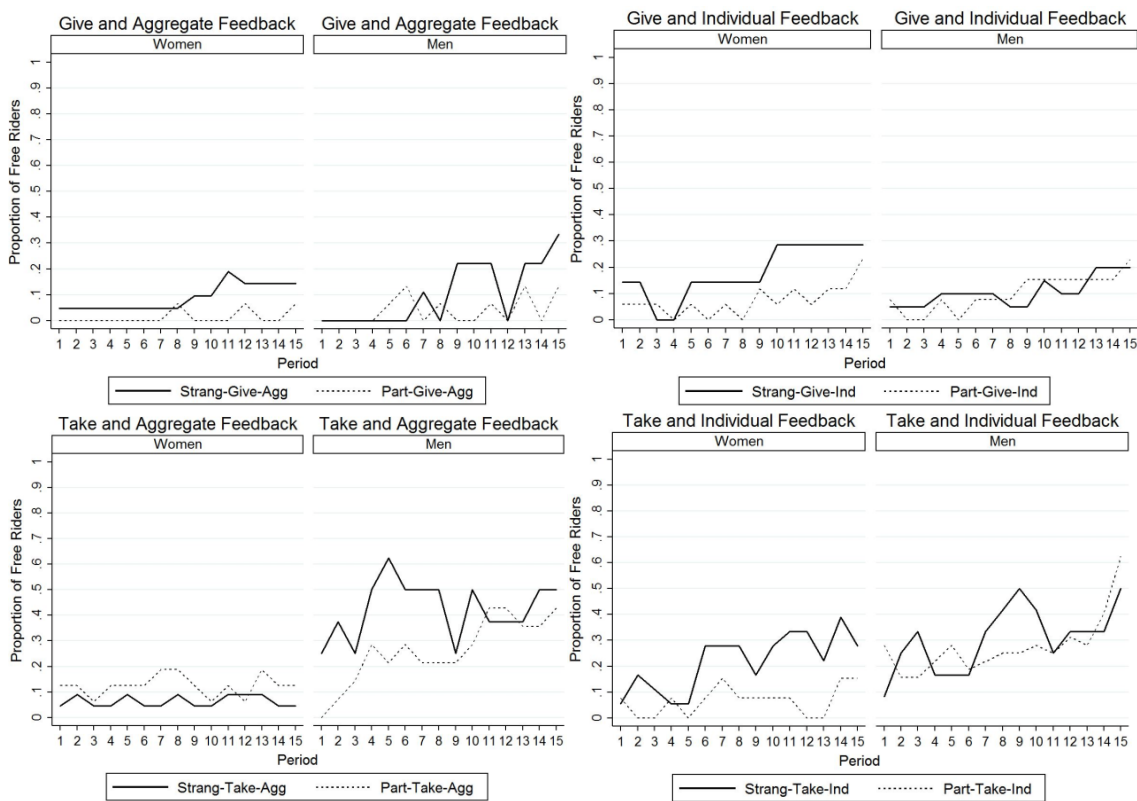 Give and Aggregate Feedback
Women
Men
Proportion of Free Riders
1
.9
.8
.7
.6
.5
.4
.3
.2
.1
0
1 2 3 4 5 6 7 8 9 10 11 12 13 14 15
1 2 3 4 5 6 7 8 9 10 11 12 13 14 15
Period
Strang-Give-Agg
Part-Give-Agg
Give and Individual Feedback
Give and Individual Feedback
Women
Men
Proportion of Free Riders
1
.9
.8
.7
.6
.5
.4
.3
.2
.1
0
1 2 3 4 5 6 7 8 9 10 11 12 13 14 15
1 2 3 4 5 6 7 8 9 10 11 12 13 14 15
Period
Strang-Give-Ind
Part-Give-Ind
Give and Aggregate Feedback
Take and Aggregate Feedback
Take and Aggregate Feedback
Women
Men
Proportion of Free Riders
1
.9
.8
.7
.6
.5
.4
.3
.2
.1
0
1 2 3 4 5 6 7 8 9 10 11 12 13 14 15
1 2 3 4 5 6 7 8 9 10 11 12 13 14 15
Period
Strang-Take-Agg
Part-Take-Agg
Take and Individual Feedback
Take and Individual Feedback
Women
Men
Proportion of Free Riders
1
.9
.8
.7
.6
.5
.4
.3
.2
.1
0
1 2 3 4 5 6 7 8 9 10 11 12 13 14 15
1 2 3 4 5 6 7 8 9 10 11 12 13 14 15
Period
Strang-Take-Ind
Part-Take-Ind